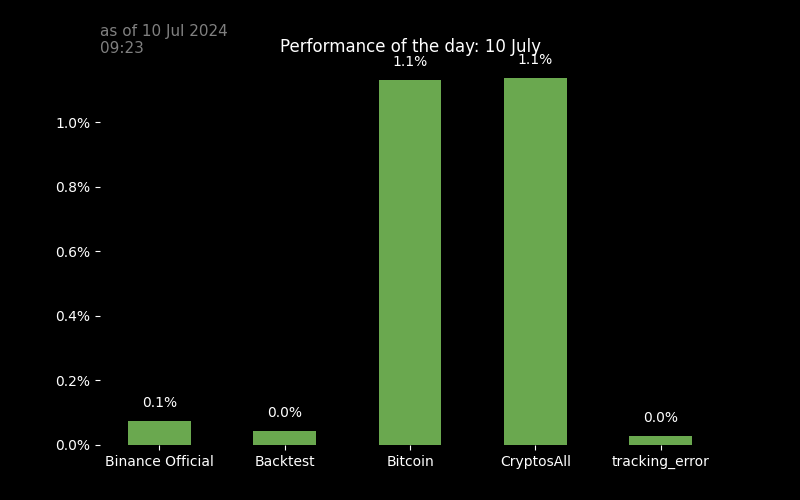 as of 10 Jul 2024
09:23
Performance of the day: 10 July
1.1%
1.1%
1.0%
0.8%
0.6%
0.4%
0.2%
0.0%
0.1%
0.0%
0.0%
Binance Official
Backtest
Bitcoin
CryptosAll
tracking_error